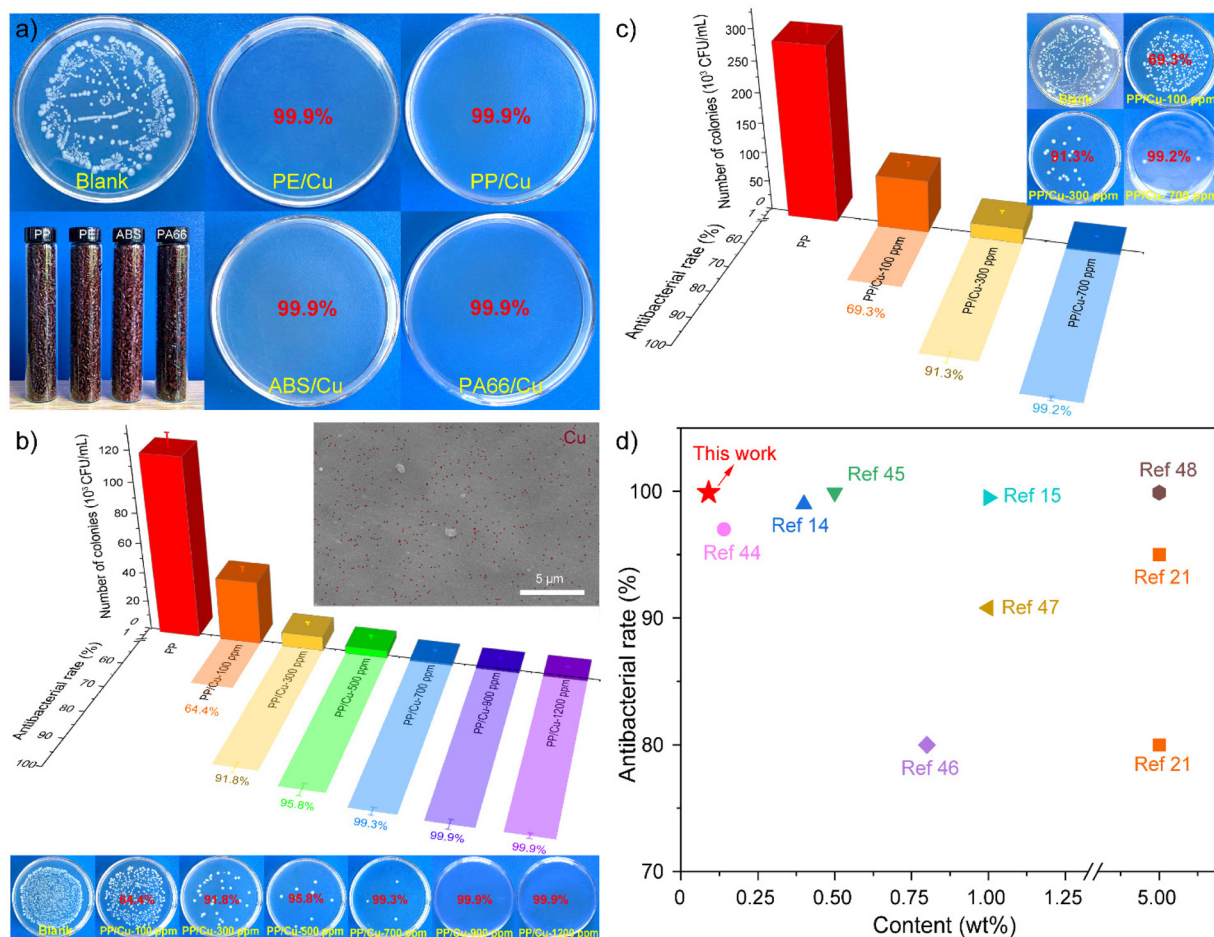 a)
Blank
99.9%
PE/Cu
99.9%
PP/Cu
PP PE ABS PA66
99.9%
ABS/Cu
99.9%
PA66/Cu
b)
Number of colonies (10³ CFU/mL)
120
100
80
60
40
20
0
1
Antibacterial rate (%)
60
70
80
90
100
PP
PP/Cu-100 ppm
64.4%
PP/Cu-300 ppm
91.8%
PP/Cu-500 ppm
95.8%
PP/Cu-700 ppm
99.3%
PP/Cu-900 ppm
99.9%
PP/Cu-1200 ppm
99.9%
Cu
5 μm
64.4% 91.8% 95.8% 99.3% 99.9% 99.9%
Blank PP/Cu-100 ppm PP/Cu-300 ppm PP/Cu-500 ppm PP/Cu-700 ppm PP/Cu-900 ppm PP/Cu-1200 ppm
c)
Number of colonies (10³ CFU/mL)
300
250
200
150
100
50
0
Antibacterial rate (%)
60
70
80
90
100
PP
PP/Cu-100 ppm
69.3%
PP/Cu-300 ppm
91.3%
PP/Cu-700 ppm
99.2%
69.3%
Blank PP/Cu-100 ppm
91.3% 99.2%
PP/Cu-300 ppm PP/Cu-700 ppm
d)
Antibacterial rate (%)
100
90
80
70
This work
Ref 44
Ref 14
Ref 45
Ref 15
Ref 48
Ref 21
Ref 47
Ref 46
Ref 21
0 0.25 0.50 0.75 1.00 1.25 5.00
Content (wt%)